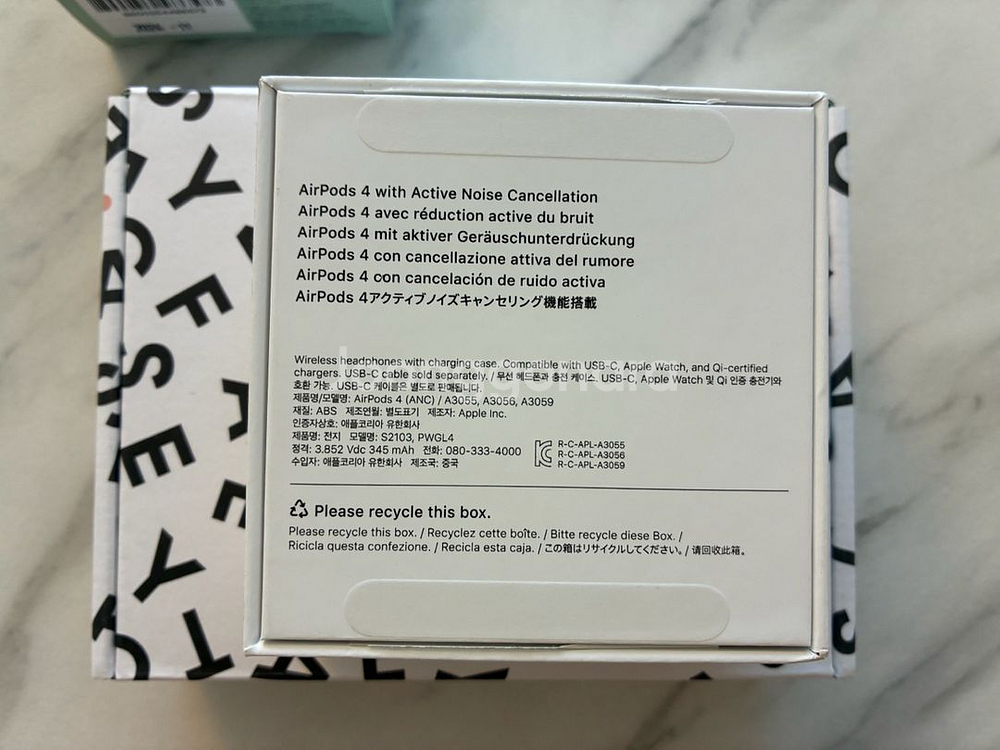 AirPods 4 with Active Noise Cancellation
AirPods 4 avec réduction active du bruit
AirPods 4 mit aktiver Geräuschunterdrückung
AirPods 4 con cancellazione attiva del rumore
AirPods 4 con cancelación de ruido activa
AirPods 4アクティブノイズキャンセリング機能搭載
Wireless headphones with charging case. Compatible with USB-C, Apple Watch, and Qi-certified
chargers. USB-C cable sold separately. / 무선 헤드폰과 충전 케이스. USB-C, Apple Watch 및 Qi 인증 충전기와
호환 가능. USB-C 케이블은 별도로 판매됩니다.
제품명/모델명: AirPods 4 (ANC) / A3055, A3056, A3059
재질: ABS 제조연월: 별도표기 제조자: Apple Inc.
인증자상호: 애플코리아 유한회사
제품명: 전지 모델명: S2103, PWGL4
정격: 3.852 Vdc 345 mAh 전화: 080-333-4000
수입자: 애플코리아 유한회사 제조국: 중국
R-C-APL-A3055
R-C-APL-A3056
R-C-APL-A3059
Please recycle this box.
Please recycle this box. / Recyclez cette boîte. / Bitte recycle diese Box. /
Ricicla questa confezione. / Recicla esta caja. / この箱はリサイクルしてください。/ 请回收此箱。